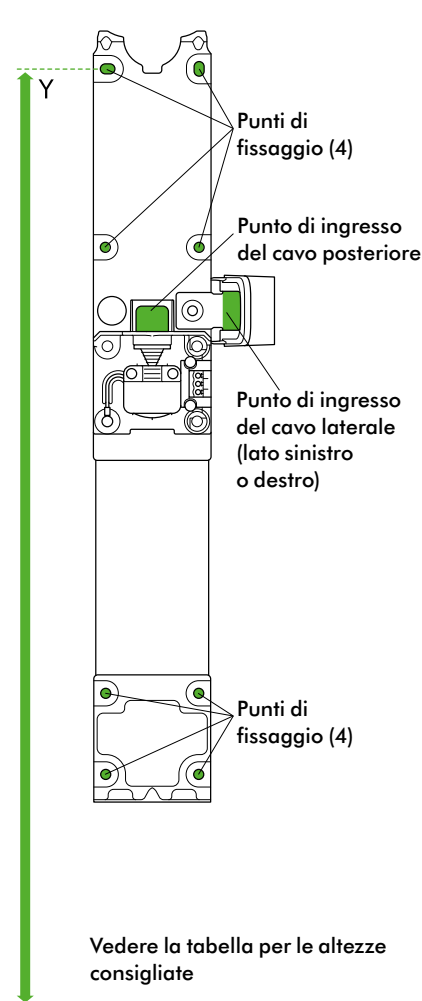 Y
Punti di
fissaggio (4)
Punto di ingresso
del cavo posteriore
Punto di ingresso
del cavo laterale
(lato sinistro
o destro)
Punti di
fissaggio (4)
Vedere la tabella per le altezze
consigliate